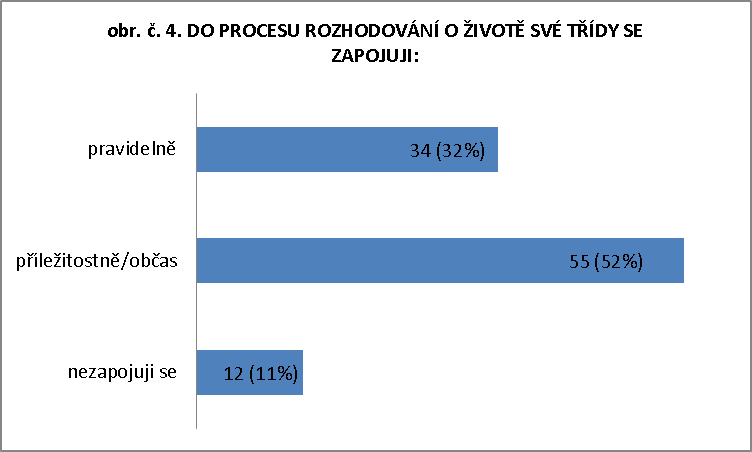 obr. č. 4. DO PROCESU ROZHODOVÁNÍ O ŽIVOTĚ SVÉ TŘÍDY SE
ZAPOJUJI:
pravidelně
34 (32%)
příležitostně/občas
55 (52%)
nezapojuji se
12 (11%)